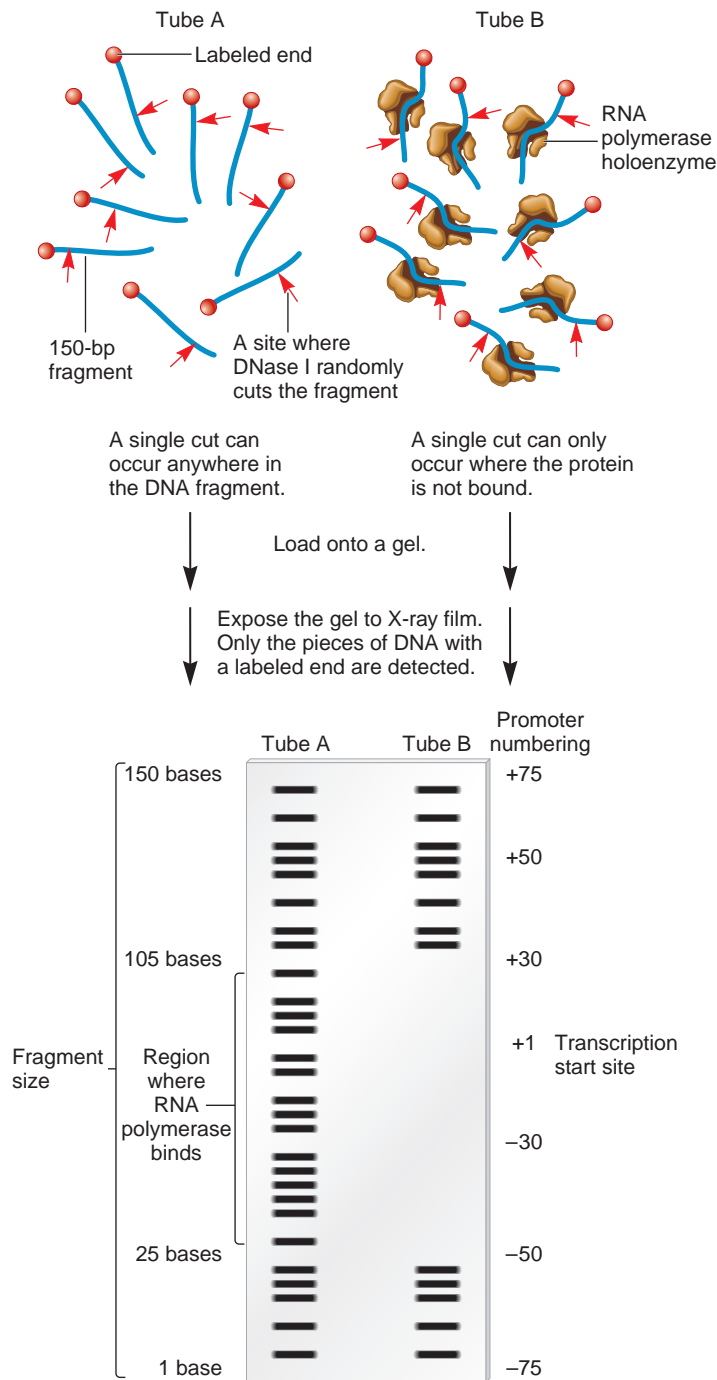 Tube A
Tube B
Labeled end
RNA
polymerase
holoenzyme
150-bp
fragment
A site where
DNase I randomly
cuts the fragment
A single cut can
occur anywhere in
the DNA fragment.
A single cut can only
occur where the protein
is not bound.
Load onto a gel.
Expose the gel to X-ray film.
Only the pieces of DNA with
a labeled end are detected.
Tube A
Tube B
Promoter
numbering
150 bases
+75
+50
105 bases
+30
+1
Transcription
start site
Fragment
size
Region
where
RNA
polymerase
binds
–30
25 bases
–50
1 base
–75